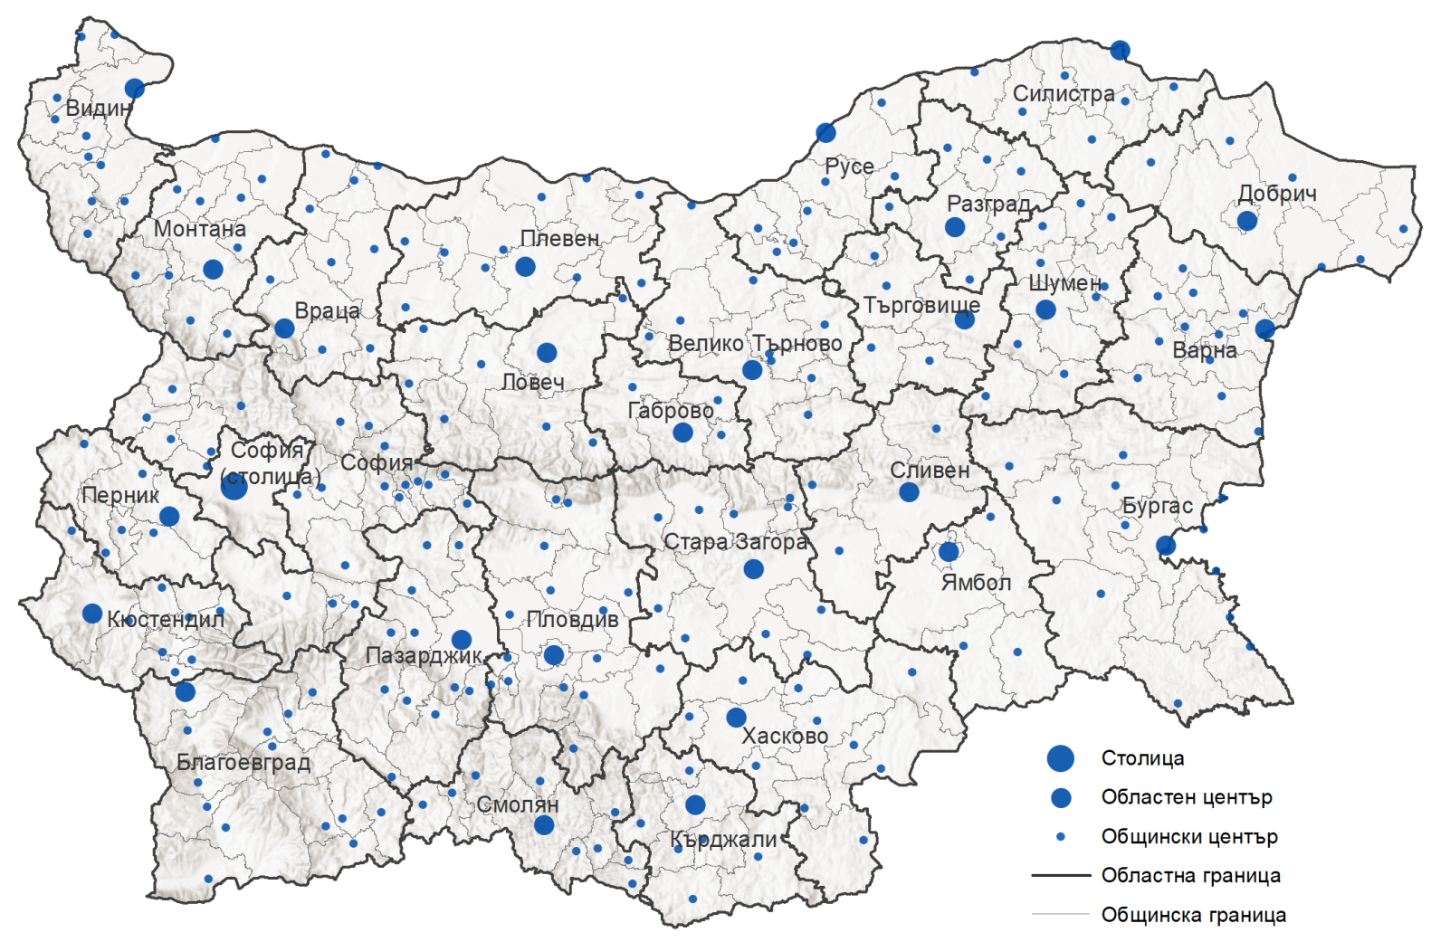 Видин
Силистра
Русе
Добрич
Монтана
Плевен
Разград
Шумен
Враца
Търговище
Велико Търново
Варна
Ловеч
Габрово
София
(столица)
София
Сливен
Перник
Бургас
Стара Загора
Ямбол
Кюстендил
Пловдив
Пазарджик
Хасково
Благоевград
Смолян
Кърджали
Столица
Областен център
Общински център
Областна граница
Общинска граница